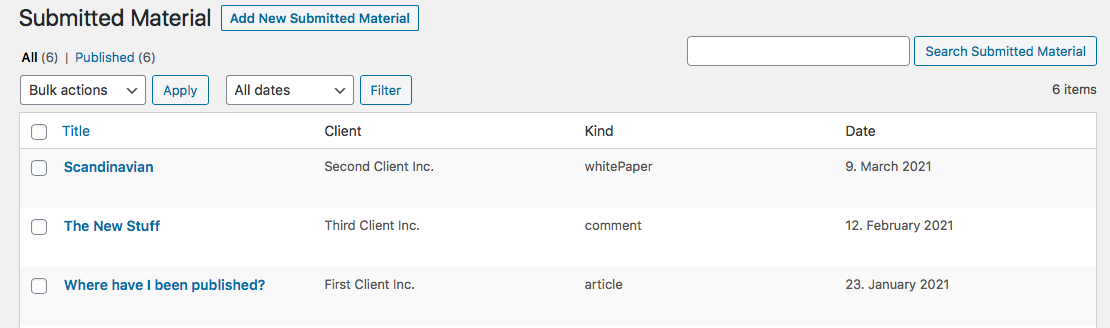 Submitted Material Add New Submitted Material
All (6) | Published (6)
Search Submitted Material
Bulk actions Apply All dates Filter 6 items
Title Client Kind Date
Scandinavian Second Client Inc. whitePaper 9. March 2021
The New Stuff Third Client Inc. comment 12. February 2021
Where have I been published? First Client Inc. article 23. January 2021